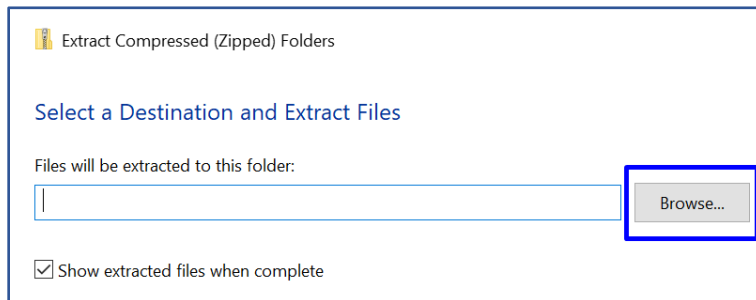 Extract Compressed (Zipped) Folders
Select a Destination and Extract Files
Files will be extracted to this folder:
Browse...
Show extracted files when complete